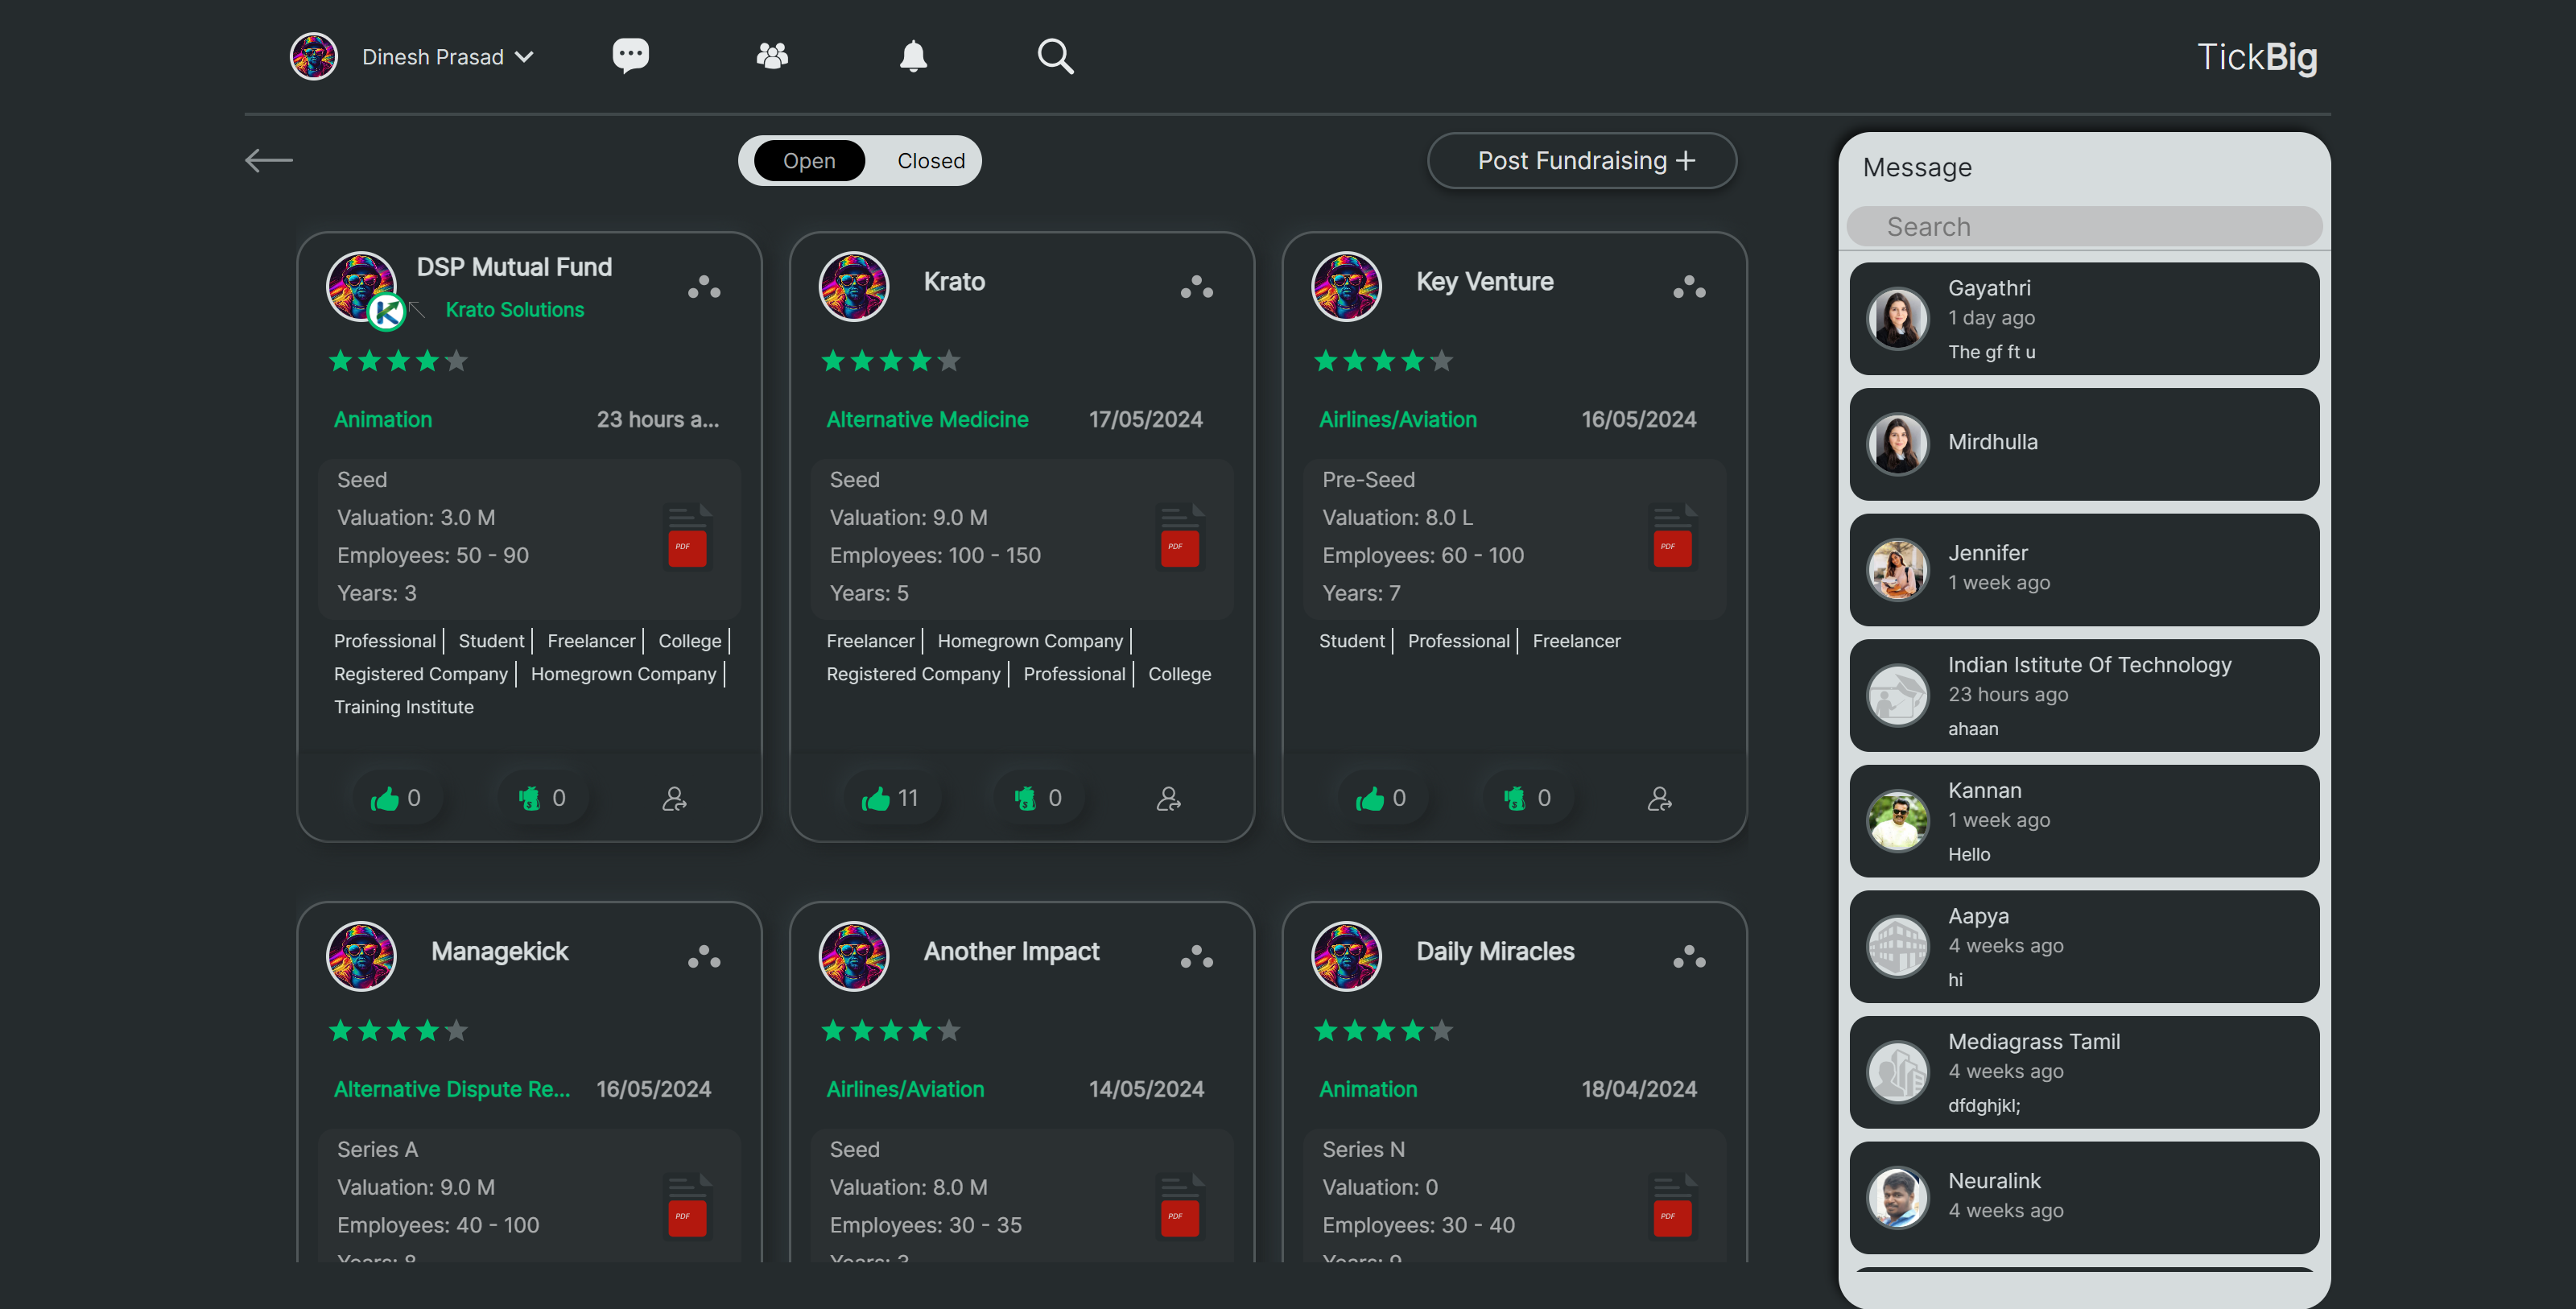 Dinesh Prasad
TickBig
Open Closed
Post Fundraising +
DSP Mutual Fund
Krato Solutions
Animation 23 hours a...
Seed
Valuation: 3.0 M
Employees: 50 - 90
Years: 3
PDF
Professional Student Freelancer College
Registered Company Homegrown Company
Training Institute
0 0
Krato
Alternative Medicine 17/05/2024
Seed
Valuation: 9.0 M
Employees: 100 - 150
Years: 5
PDF
Freelancer Homegrown Company
Registered Company Professional College
11 0
Key Venture
Airlines/Aviation 16/05/2024
Pre-Seed
Valuation: 8.0 L
Employees: 60 - 100
Years: 7
PDF
Student Professional Freelancer
0 0
Managekick
Alternative Dispute Re... 16/05/2024
Series A
Valuation: 9.0 M
Employees: 40 - 100
Years: 8
PDF
Another Impact
Airlines/Aviation 14/05/2024
Seed
Valuation: 8.0 M
Employees: 30 - 35
Years: 3
PDF
Daily Miracles
Animation 18/04/2024
Series N
Valuation: 0
Employees: 30 - 40
Years: 9
PDF
Message
Search
Gayathri
1 day ago
The gf ft u
Mirdhulla
Jennifer
1 week ago
Indian Istitute Of Technology
23 hours ago
ahaan
Kannan
1 week ago
Hello
Aapya
4 weeks ago
hi
Mediagrass Tamil
4 weeks ago
dfdghjkl;
Neuralink
4 weeks ago